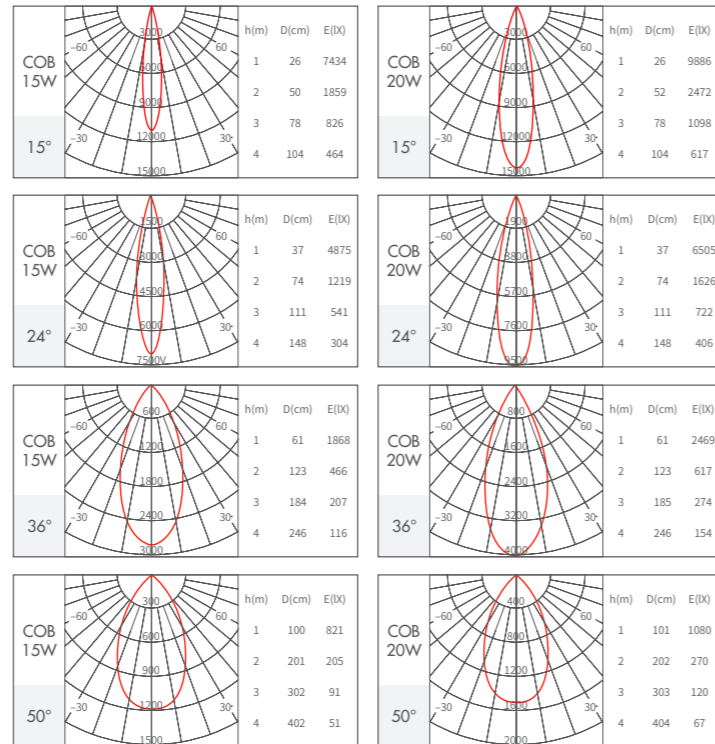 COB
15W
15°
3000
6000
9000
12000
15000
−60
60
−30
30
h(m) D(cm) E(lX)
1 26 7434
2 50 1859
3 78 826
4 104 464
COB
20W
15°
3000
6000
9000
12000
15000
−60
60
−30
30
h(m) D(cm) E(lX)
1 26 9886
2 52 2472
3 78 1098
4 104 617
COB
15W
24°
1500
3000
4500
6000
7500V
−60
60
−30
30
h(m) D(cm) E(lX)
1 37 4875
2 74 1219
3 111 541
4 148 304
COB
20W
24°
1900
3800
5700
7600
9500
−60
60
−30
30
h(m) D(cm) E(lX)
1 37 6505
2 74 1626
3 111 722
4 148 406
COB
15W
36°
600
1200
1800
2400
3000
−60
60
−30
30
h(m) D(cm) E(lX)
1 61 1868
2 123 466
3 184 207
4 246 116
COB
20W
36°
800
1600
2400
3200
4000
−60
60
−30
30
h(m) D(cm) E(lX)
1 61 2469
2 123 617
3 185 274
4 246 154
COB
15W
50°
300
600
900
1200
1500
−60
60
−30
30
h(m) D(cm) E(lX)
1 100 821
2 201 205
3 302 91
4 402 51
COB
20W
50°
400
800
1200
1600
2000
−60
60
−30
30
h(m) D(cm) E(lX)
1 101 1080
2 202 270
3 303 120
4 404 67